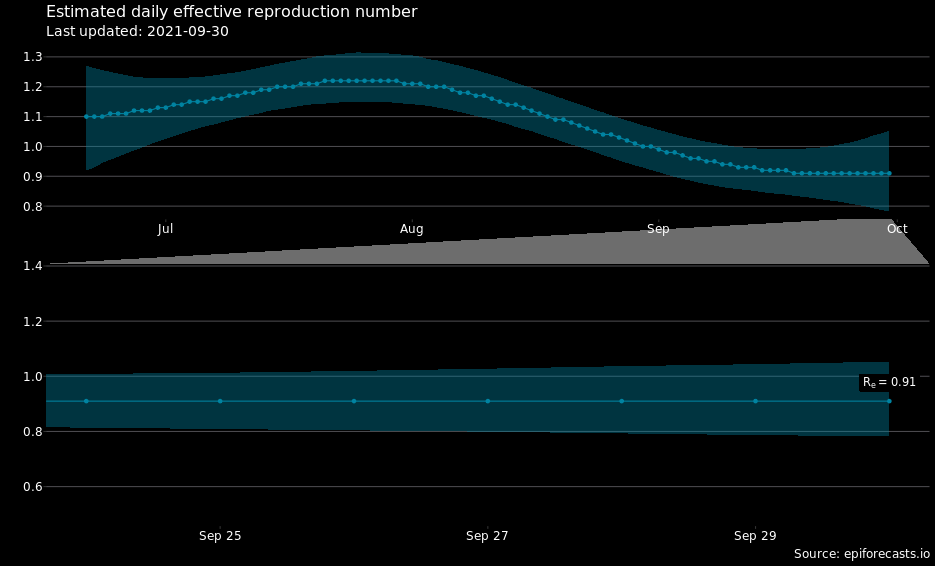 Estimated daily effective reproduction number
Last updated: 2021-09-30
1.3
1.2
1.1
1.0
0.9
0.8
Jul Aug Sep Oct
1.4
1.2
1.0
Re = 0.91
0.8
0.6
Sep 25 Sep 27 Sep 29
Source: epiforecasts.io